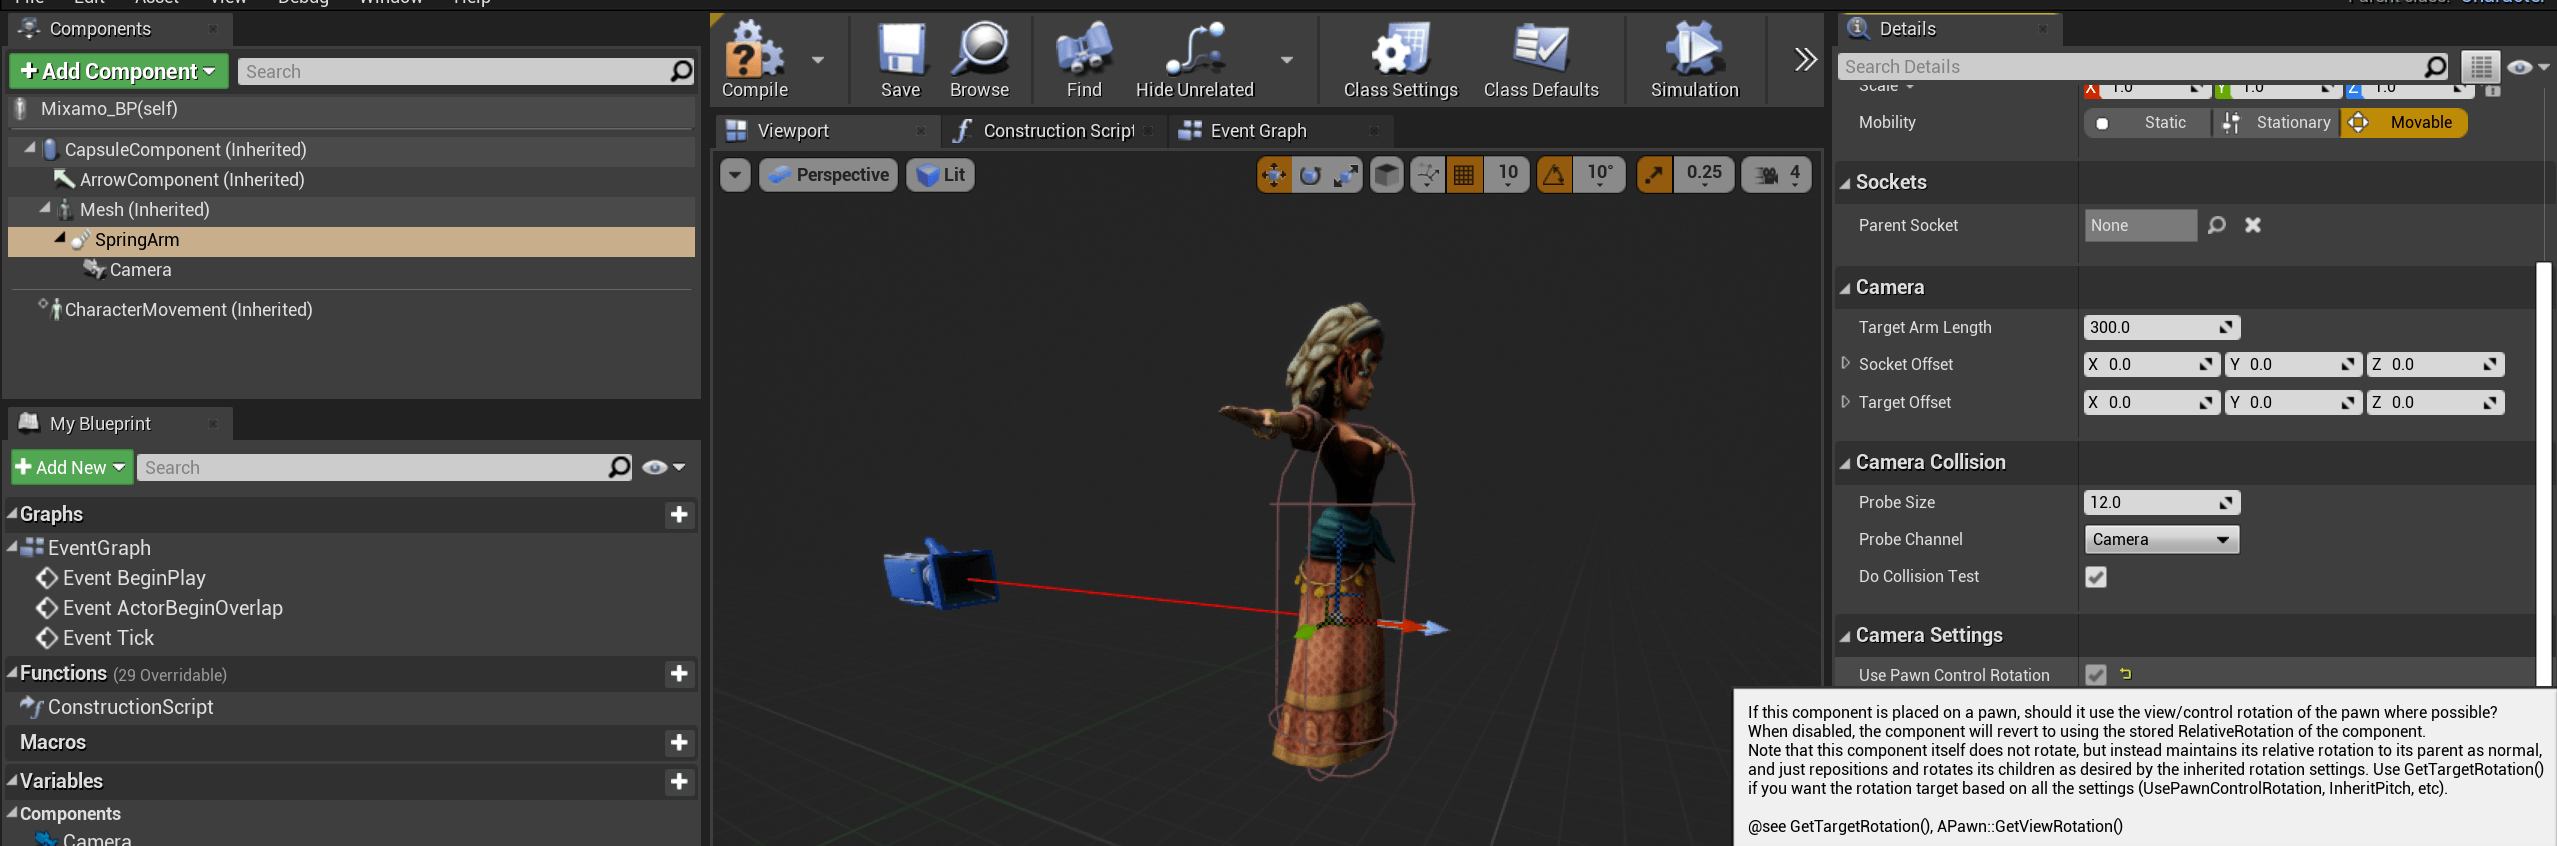 File Edit Asset View Debug Window Help
Parent class: Character
Components
Add Component
Search
Mixamo_BP(self)
CapsuleComponent (Inherited)
ArrowComponent (Inherited)
Mesh (Inherited)
SpringArm
Camera
CharacterMovement (Inherited)
My Blueprint
Add New
Search
Graphs
EventGraph
Event BeginPlay
Event ActorBeginOverlap
Event Tick
Functions (29 Overridable)
ConstructionScript
Macros
Variables
Components
Camera
Compile
Save
Browse
Find
Hide Unrelated
Class Settings
Class Defaults
Simulation
Viewport
Construction Script
Event Graph
Perspective
Lit
10
10°
0.25
4
Details
Search Details
Scale X 1.0 Y 1.0 Z 1.0
Mobility Static Stationary Movable
Sockets
Parent Socket None
Camera
Target Arm Length 300.0
Socket Offset X 0.0 Y 0.0 Z 0.0
Target Offset X 0.0 Y 0.0 Z 0.0
Camera Collision
Probe Size 12.0
Probe Channel Camera
Do Collision Test
Camera Settings
Use Pawn Control Rotation
If this component is placed on a pawn, should it use the view/control rotation of the pawn where possible?
When disabled, the component will revert to using the stored RelativeRotation of the component.
Note that this component itself does not rotate, but instead maintains its relative rotation to its parent as normal,
and just repositions and rotates its children as desired by the inherited rotation settings. Use GetTargetRotation()
if you want the rotation target based on all the settings (UsePawnControlRotation, InheritPitch, etc).
@see GetTargetRotation(), APawn::GetViewRotation()